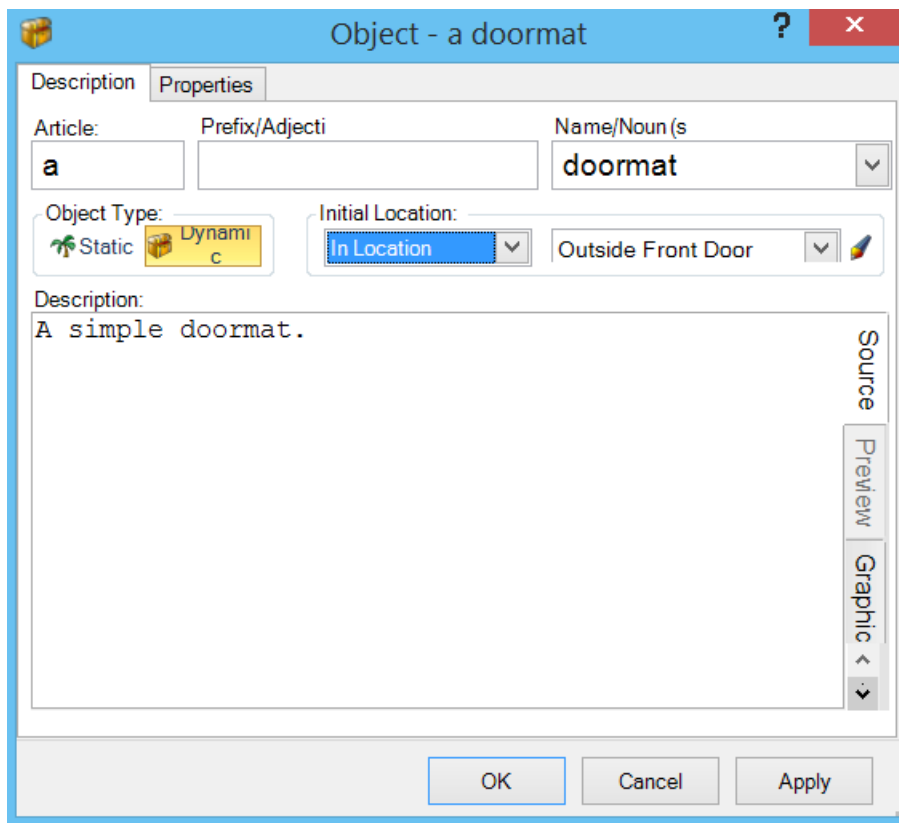 Object - a doormat
?
Description
Properties
Article:
Prefix/Adjecti
Name/Noun(s
a
doormat
Object Type:
Initial Location:
Static
Dynami
c
In Location
Outside Front Door
Description:
A simple doormat.
Source
Preview
Graphic
OK
Cancel
Apply